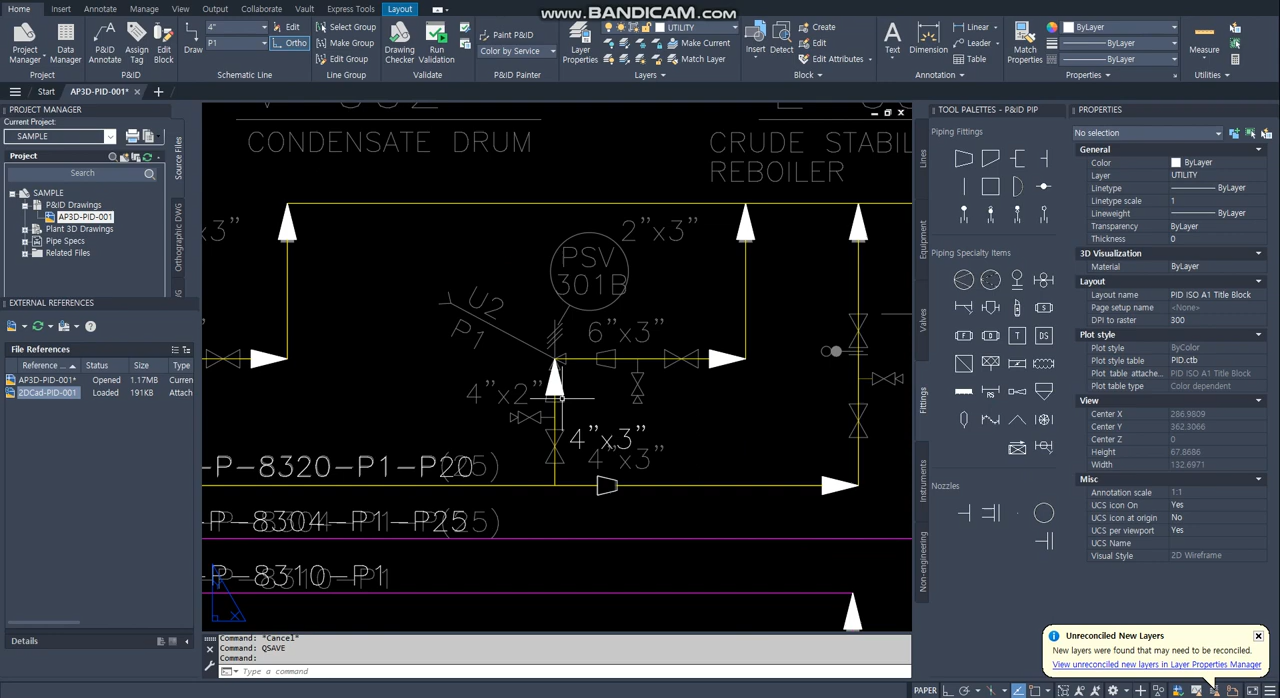 www.BANDICAM.com
Home Insert Annotate Manage View Output Collaborate Vault Express Tools Layout
Project Manager
Data Manager
Project
P&ID Annotate
Assign Tag
Edit Block
P&ID
Draw
4"
P1
Edit
Ortho
Schematic Line
Select Group
Make Group
Edit Group
Line Group
Drawing Checker
Run Validation
Validate
Paint P&ID
Color by Service
P&ID Painter
Layer Properties
UTILITY
Make Current
Match Layer
Layers
Insert
Detect
Create
Edit
Edit Attributes
Block
Text
Dimension
Linear
Leader
Table
Annotation
Match Properties
ByLayer
ByLayer
ByLayer
Properties
Measure
Utilities
Start
AP3D-PID-001*
PROJECT MANAGER
Current Project:
SAMPLE
Project
Search
SAMPLE
P&ID Drawings
AP3D-PID-001
Plant 3D Drawings
Pipe Specs
Related Files
Source Files
Orthographic DWG
EXTERNAL REFERENCES
File References
Reference ... Status Size Type
AP3D-PID-001* Opened 1.17MB Curren
2DCad-PID-001 Loaded 191KB Attach
Details
CONDENSATE DRUM
CRUDE STABIL
REBOILER
x3"
2"x3"
PSV
301B
U2
P1
6"x3"
4"x2"
4"x3"
4"x3"
-P-8320-P1-P20
-P-8304-P1-P25
-P-8310-P1
Command: *Cancel*
Command: QSAVE
Command:
Type a command
TOOL PALETTES - P&ID PIP
Piping Fittings
Piping Specialty Items
Nozzles
Lines
Equipment
Valves
Fittings
Instruments
Non-engineering
PROPERTIES
No selection
General
Color ByLayer
Layer UTILITY
Linetype ByLayer
Linetype scale 1
Lineweight ByLayer
Transparency ByLayer
Thickness 0
3D Visualization
Material ByLayer
Layout
Layout name PID ISO A1 Title Block
Page setup name <None>
DPI to raster 300
Plot style
Plot style ByColor
Plot style table PID.ctb
Plot table attache... PID ISO A1 Title Block
Plot table type Color dependent
View
Center X 286.9809
Center Y 362.3066
Center Z 0
Height 67.8686
Width 132.6971
Misc
Annotation scale 1:1
UCS icon On Yes
UCS icon at origin No
UCS per viewport Yes
UCS Name
Visual Style 2D Wireframe
Unreconciled New Layers
New layers were found that may need to be reconciled.
View unreconciled new layers in Layer Properties Manager
PAPER